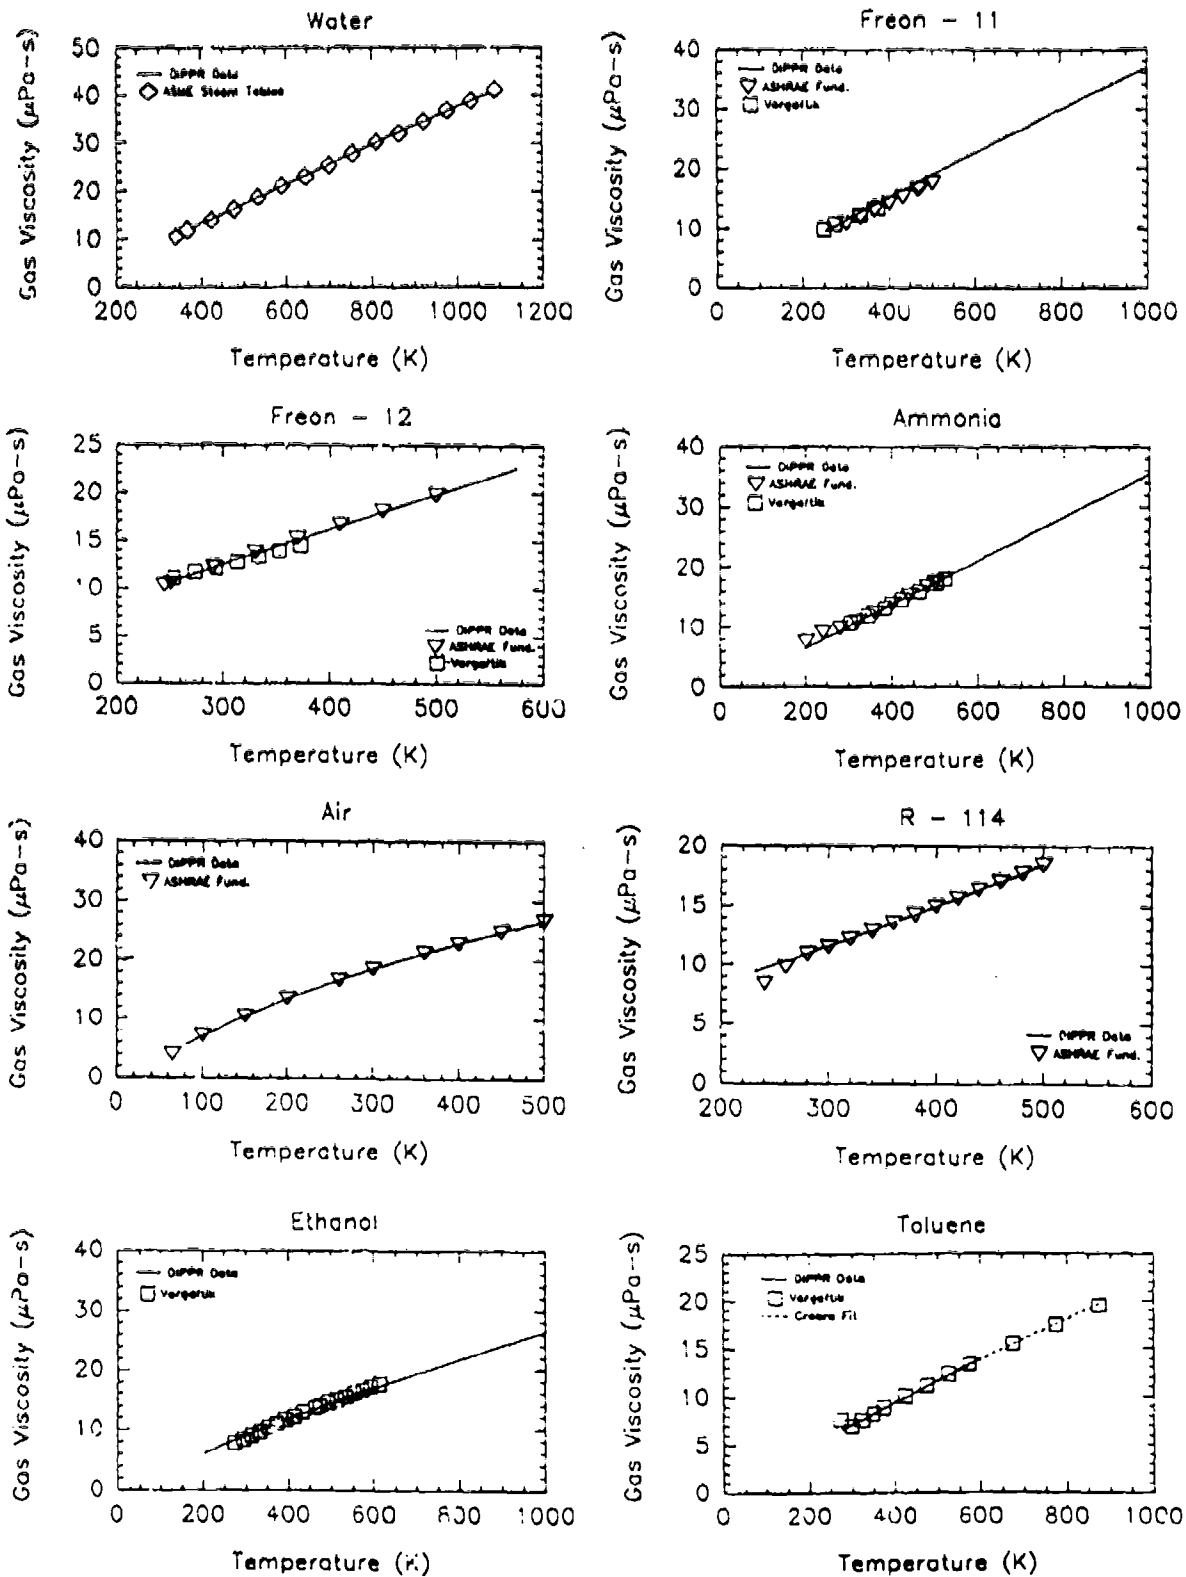 Water
Gas Viscosity (μPa-s)
50
40
30
20
10
0
DIPPR Data
ASME Steam Tables
200 400 600 800 1000 1200
Temperature (K)
Freon - 11
Gas Viscosity (μPa-s)
40
30
20
10
0
DIPPR Data
ASHRAE Fund.
Vargaftik
0 200 400 600 800 1000
Temperature (K)
Freon - 12
Gas Viscosity (μPa-s)
25
20
15
10
5
0
DIPPR Data
ASHRAE Fund.
Vargaftik
200 300 400 500 600
Temperature (K)
Ammonia
Gas Viscosity (μPa-s)
40
30
20
10
0
DIPPR Data
ASHRAE Fund.
Vargaftik
0 200 400 600 800 1000
Temperature (K)
Air
Gas Viscosity (μPa-s)
40
30
20
10
0
DIPPR Data
ASHRAE Fund.
0 100 200 300 400 500
Temperature (K)
R - 114
Gas Viscosity (μPa-s)
20
15
10
5
0
DIPPR Data
ASHRAE Fund.
200 300 400 500 600
Temperature (K)
Ethanol
Gas Viscosity (μPa-s)
40
30
20
10
0
DIPPR Data
Vargaftik
0 200 400 600 800 1000
Temperature (K)
Toluene
Gas Viscosity (μPa-s)
25
20
15
10
5
0
DIPPR Data
Vargaftik
Creare Fit
0 200 400 600 800 1000
Temperature (K)